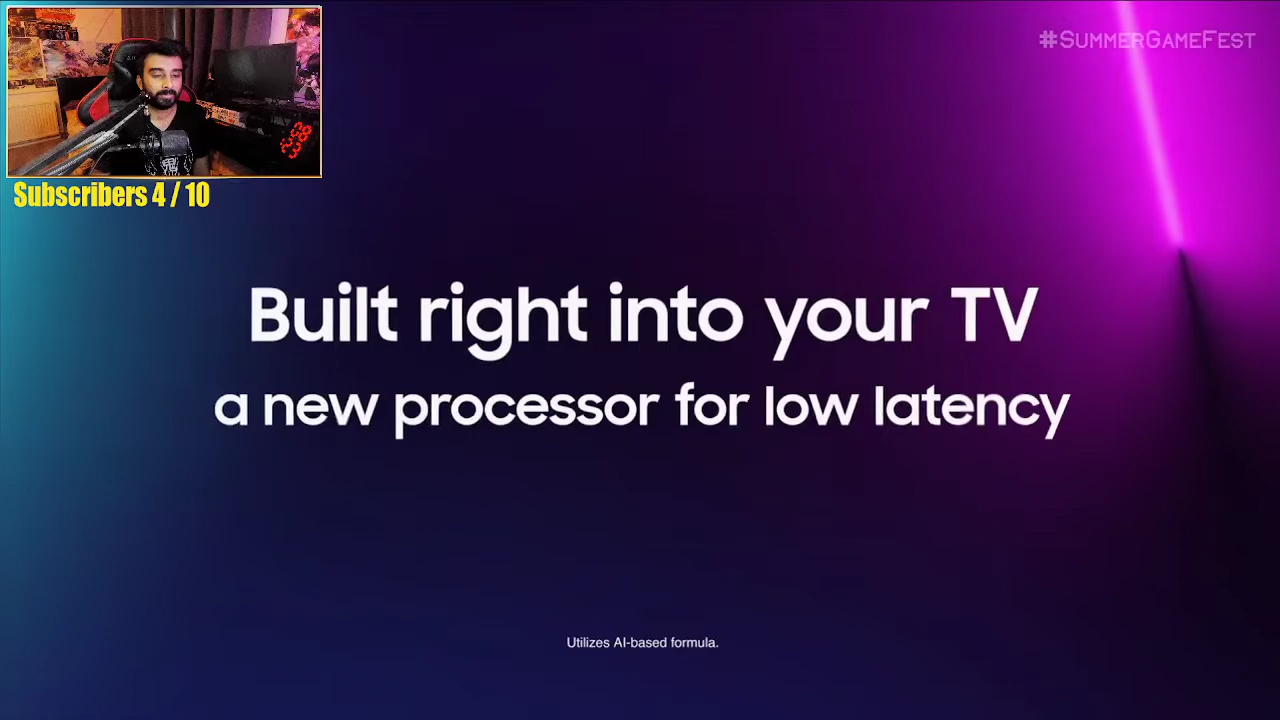 #SummerGameFest
Subscribers 4 / 10
Built right into your TV
a new processor for low latency
Utilizes AI-based formula.